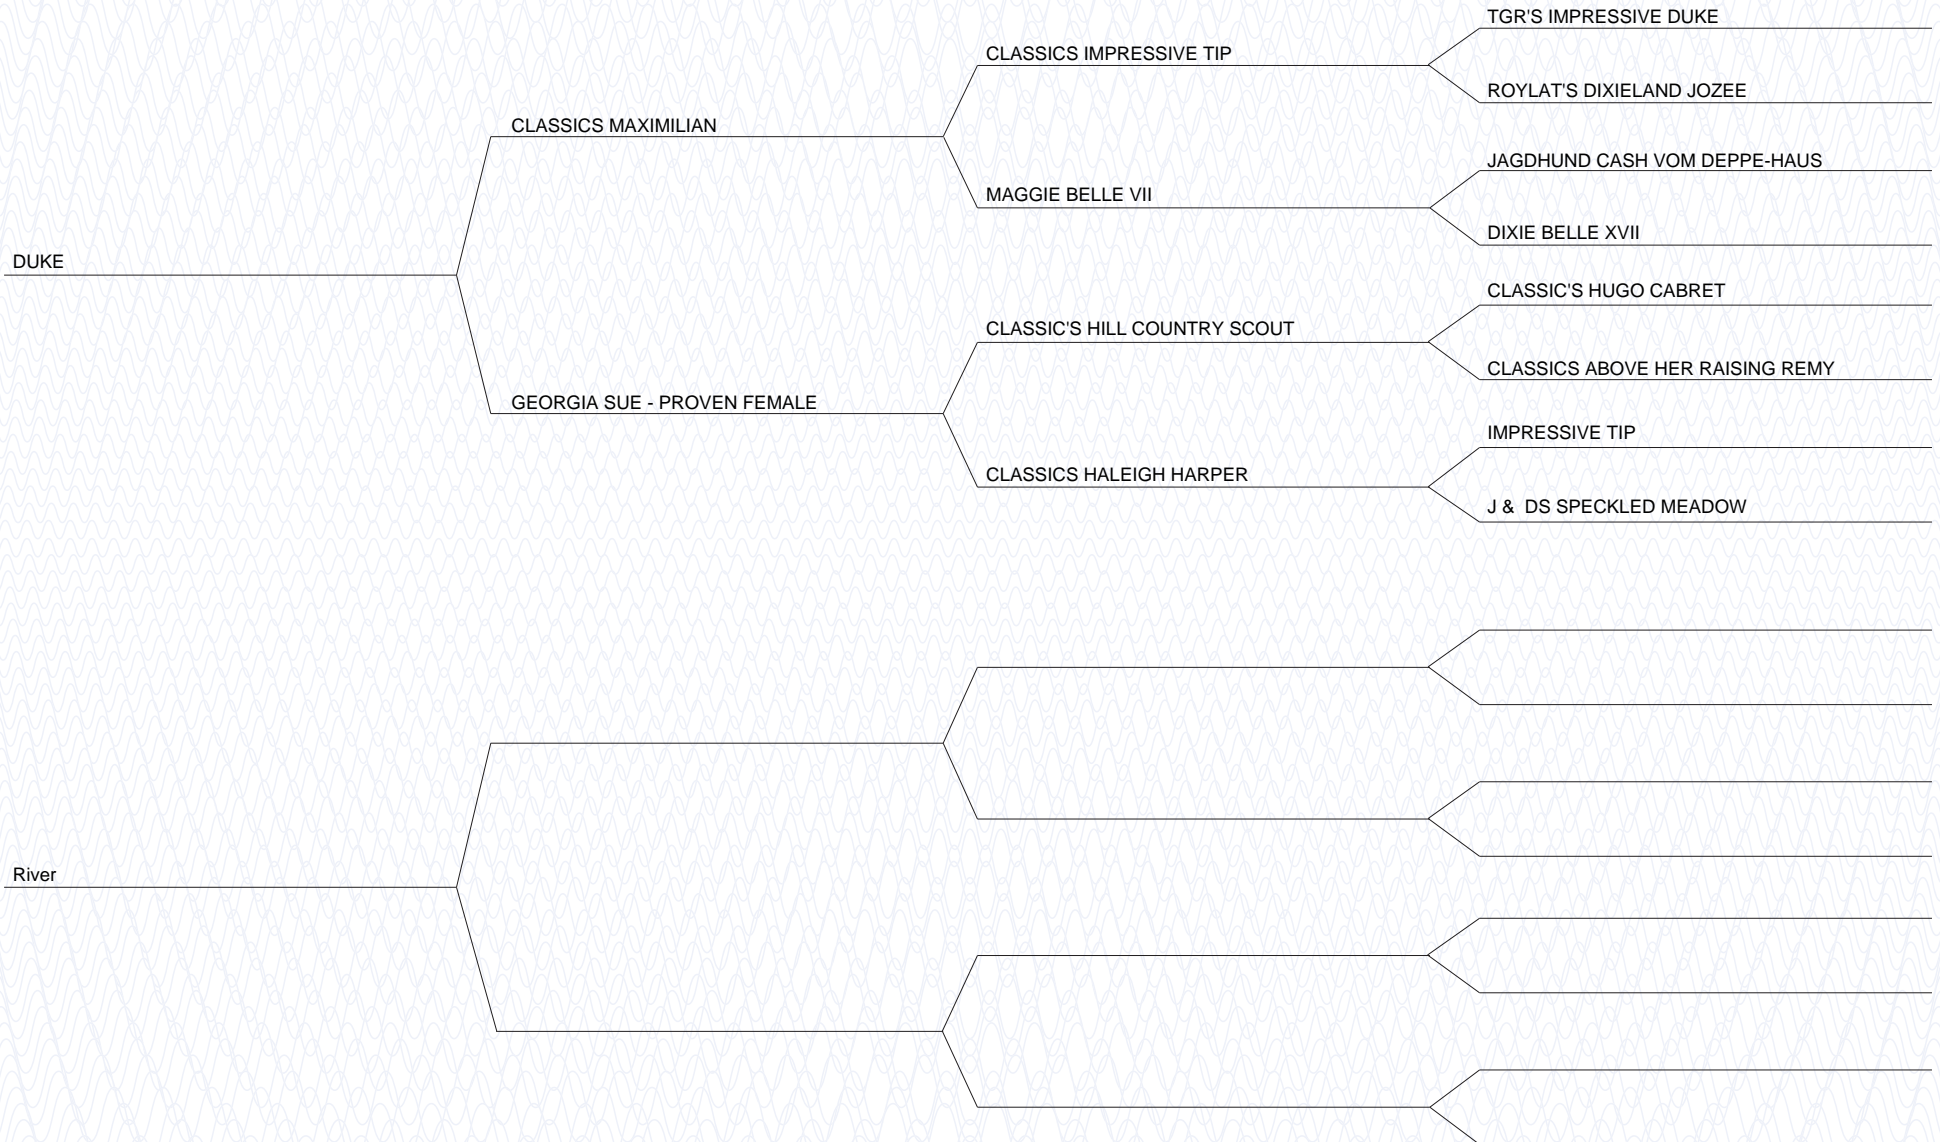 TGR'S IMPRESSIVE DUKE
CLASSICS IMPRESSIVE TIP
ROYLAT'S DIXIELAND JOZEE
CLASSICS MAXIMILIAN
JAGDHUND CASH VOM DEPPE-HAUS
MAGGIE BELLE VII
DIXIE BELLE XVII
DUKE
CLASSIC'S HUGO CABRET
CLASSIC'S HILL COUNTRY SCOUT
CLASSICS ABOVE HER RAISING REMY
GEORGIA SUE - PROVEN FEMALE
IMPRESSIVE TIP
CLASSICS HALEIGH HARPER
J &  DS SPECKLED MEADOW
River